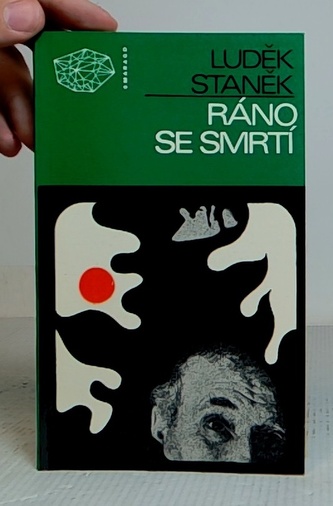 LUDĚK
STANĚK
RÁNO
SE SMRTÍ
SMARAGD